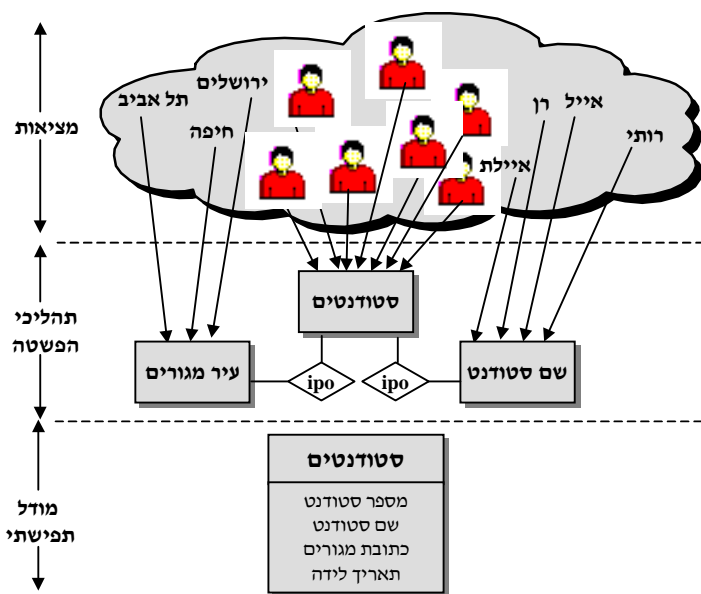 מציאות
תל אביב
ירושלים
חיפה
איילת
רן
אייל
רותי
תהליכי
הפשטה
סטודנטים
עיר מגורים
ipo
ipo
שם סטודנט
מודל
תפישתי
סטודנטים
מספר סטודנט
שם סטודנט
כתובת מגורים
תאריך לידה